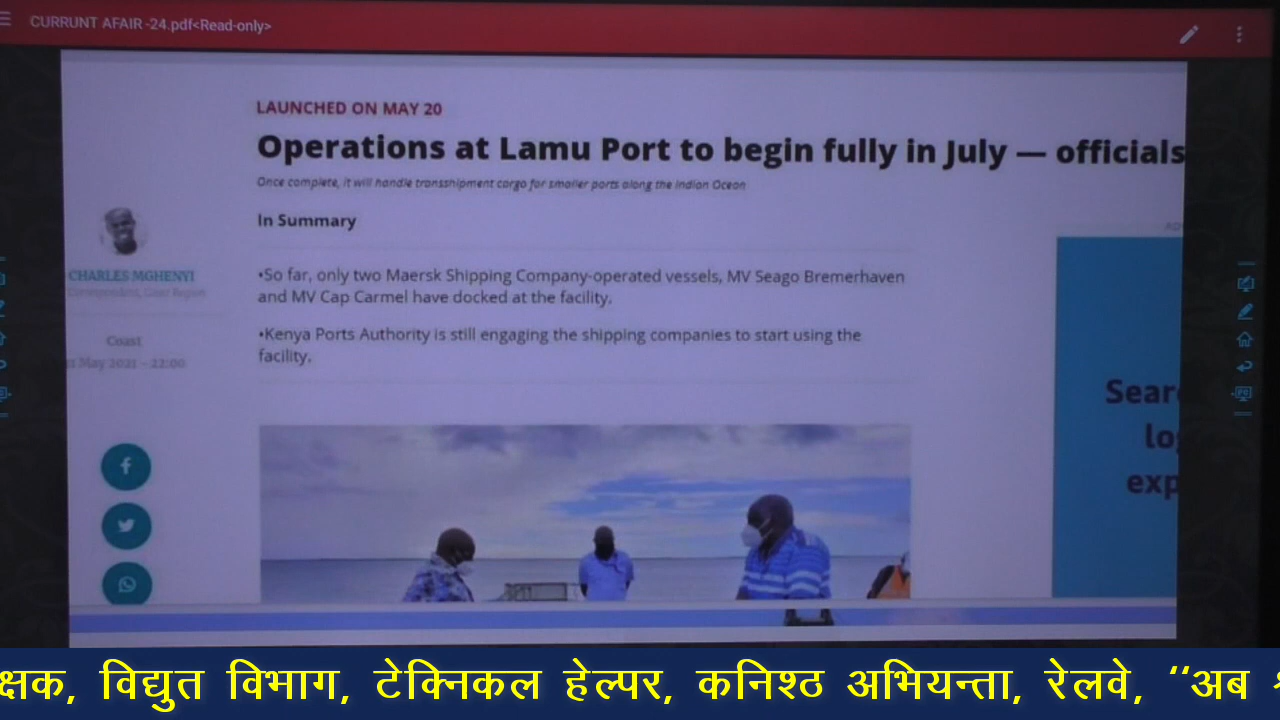 CURRUNT AFAIR -24.pdf<Read-only>
LAUNCHED ON MAY 20
Operations at Lamu Port to begin fully in July — officials
Once complete, it will handle transshipment cargo for smaller ports along the Indian Ocean
In Summary
•So far, only two Maersk Shipping Company-operated vessels, MV Seago Bremerhaven
and MV Cap Carmel have docked at the facility.
•Kenya Ports Authority is still engaging the shipping companies to start using the
facility.
CHARLES MGHENYI
Coast
May 2021 – 22:00
Sear
lo
exp
क्षक, विद्युत विभाग, टेक्निकल हेल्पर, कनिश्ठ अभियन्ता, रेलवे, ‘‘अब